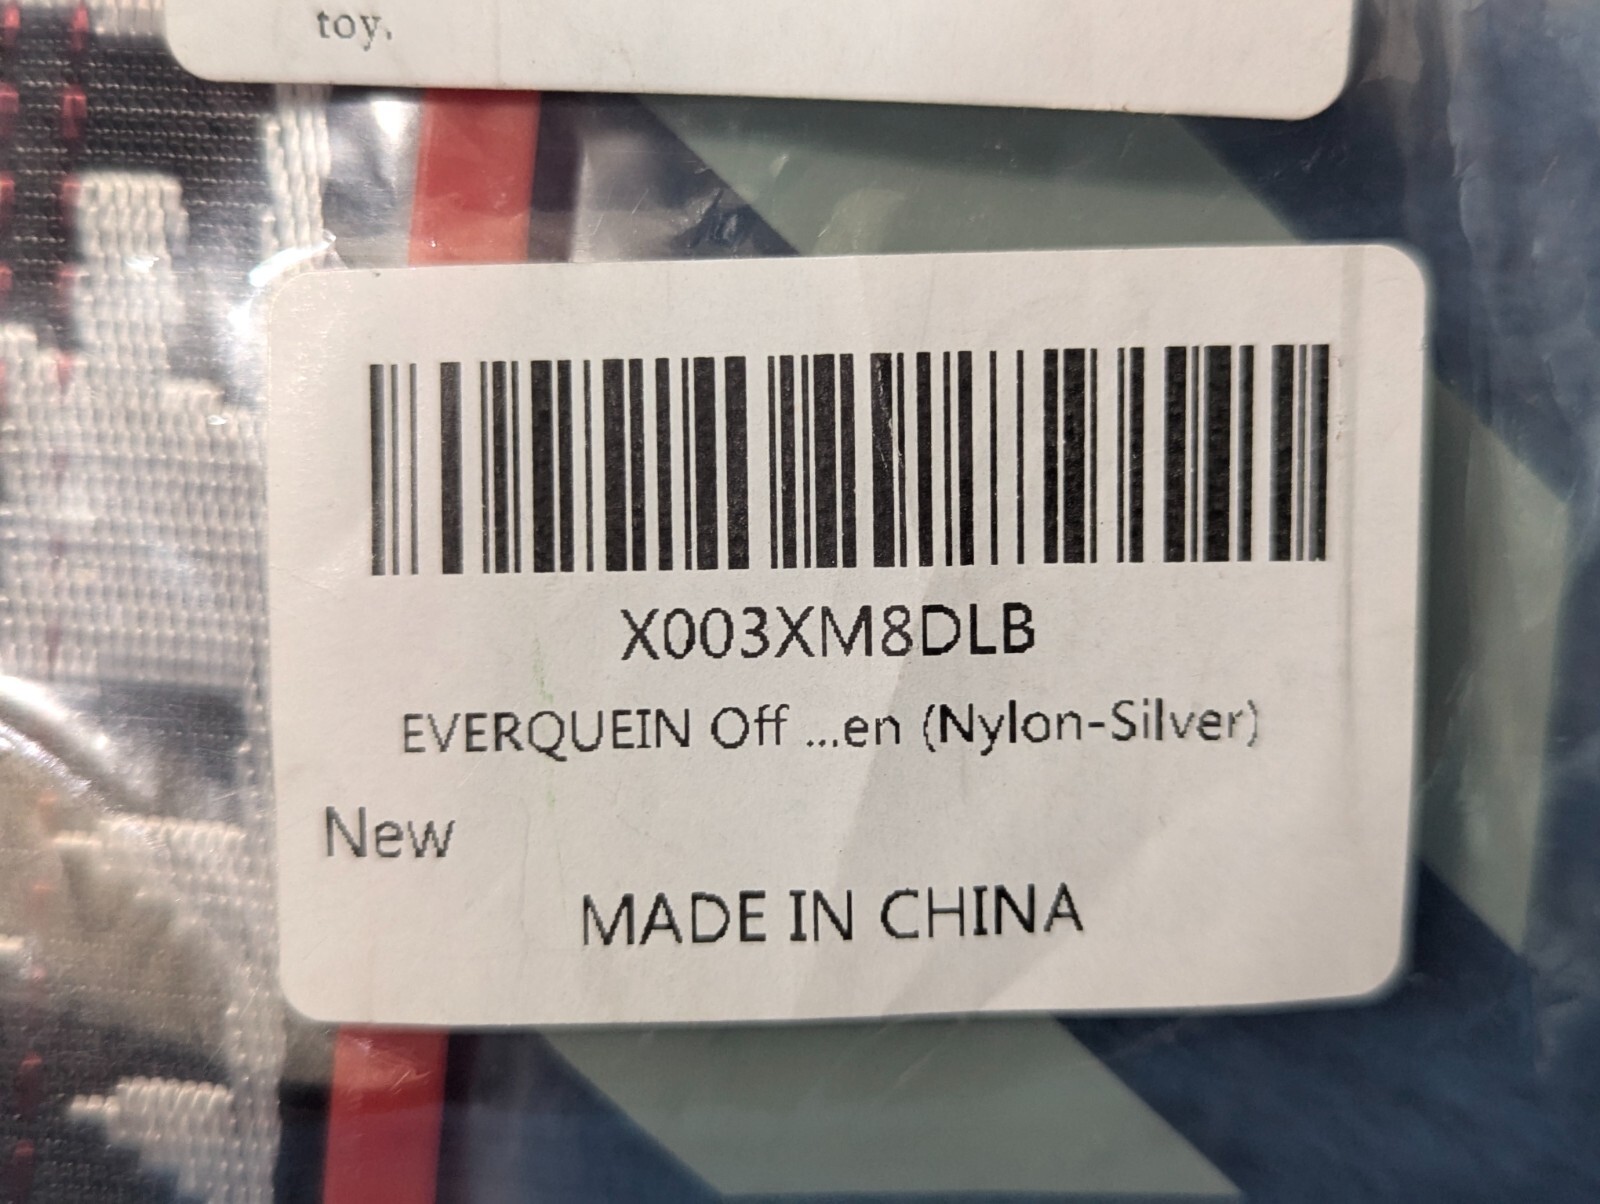 toy.
X003XM8DLB
EVERQUEIN Off ...en (Nylon-Silver)
New
MADE IN CHINA